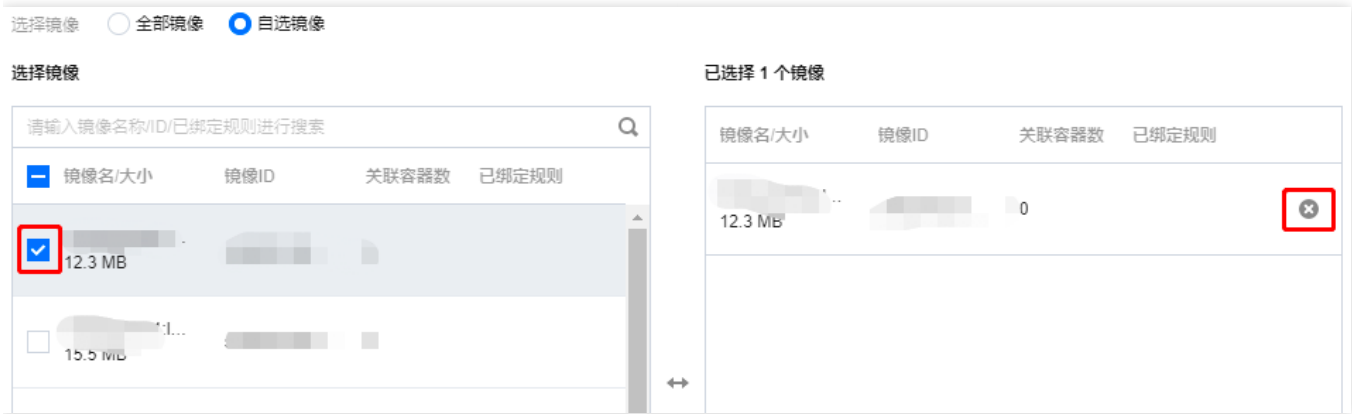 选择镜像 全部镜像 自选镜像
选择镜像
请输入镜像名称/ID/已绑定规则进行搜索
镜像名/大小 镜像ID 关联容器数 已绑定规则
12.3 MB
15.5 MB
已选择 1 个镜像
镜像名/大小 镜像ID 关联容器数 已绑定规则
12.3 MB 0